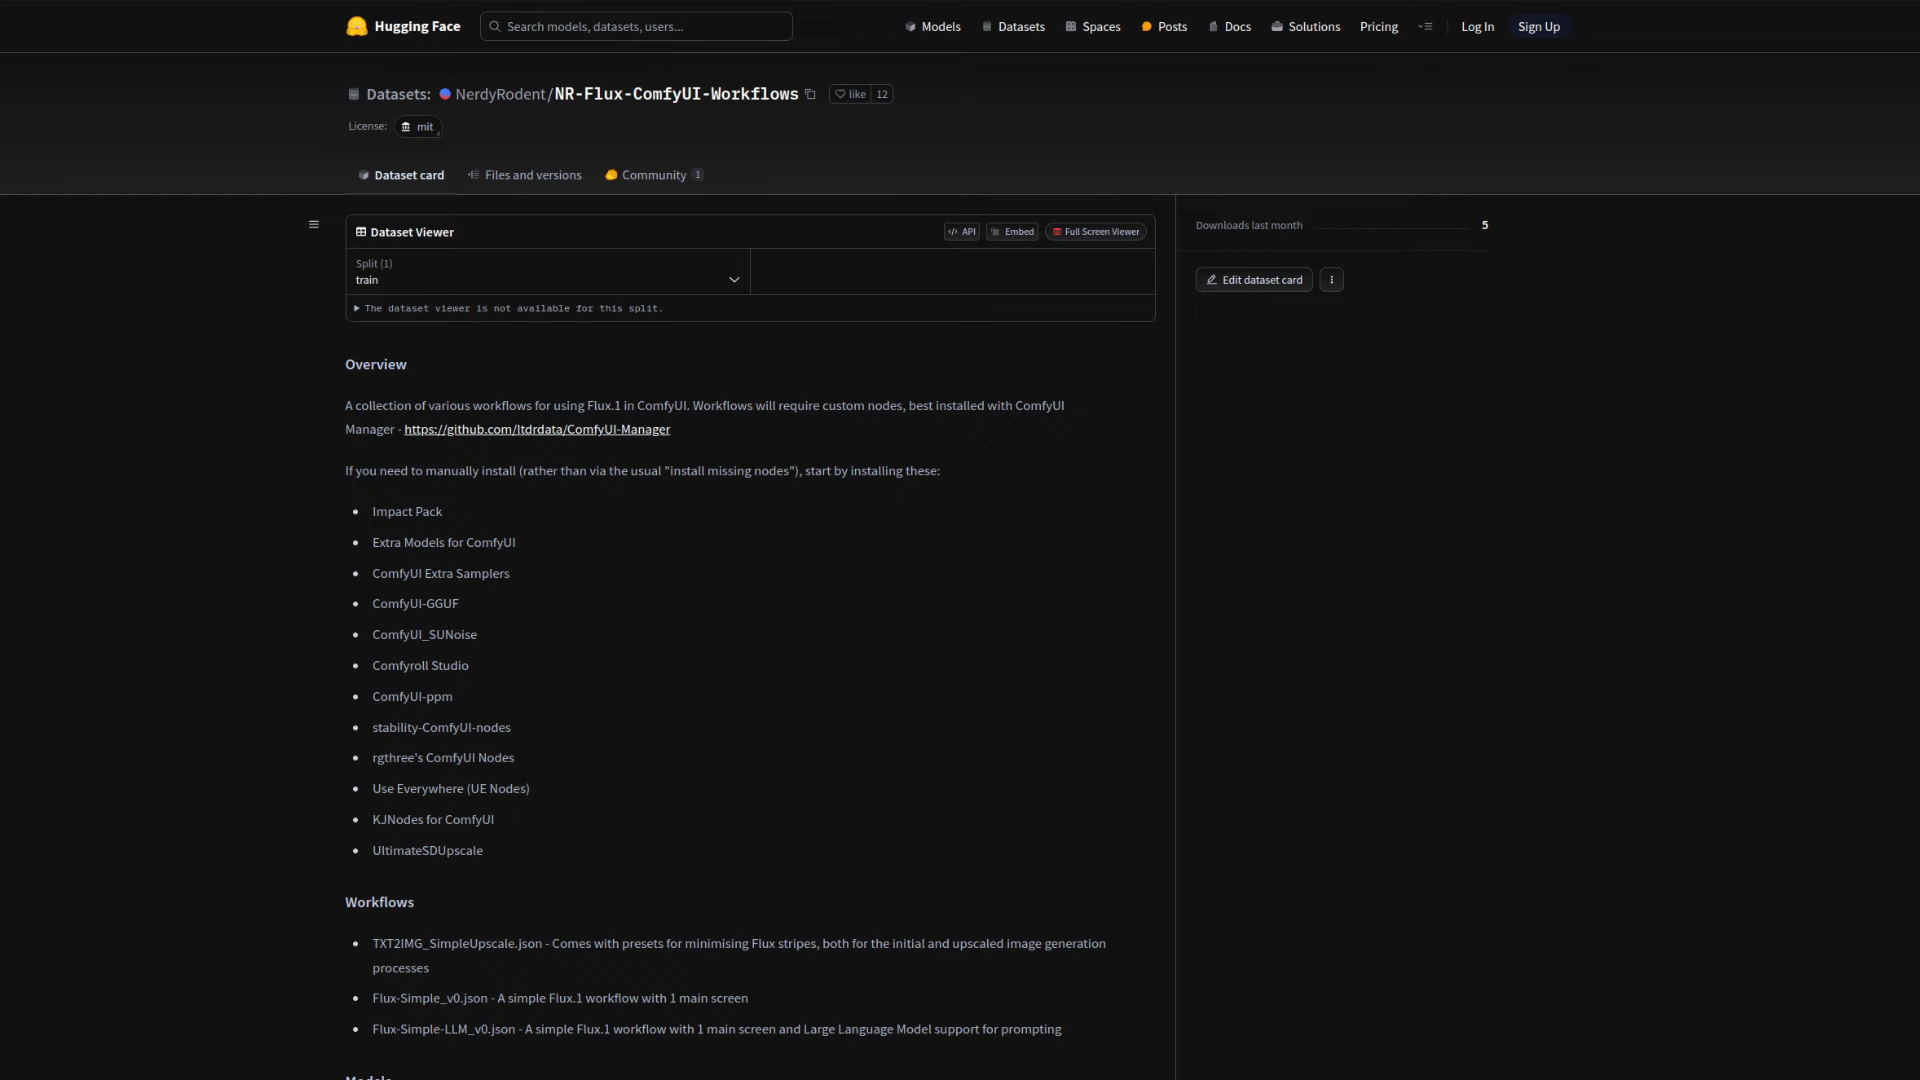 Hugging Face
Search models, datasets, users...
Models
Datasets
Spaces
Posts
Docs
Solutions
Pricing
Log In
Sign Up
Datasets: NerdyRodent/NR-Flux-ComfyUI-Workflows like 12
License: mit
Dataset card
Files and versions
Community 1
Dataset Viewer
API
Embed
Full Screen Viewer
Split (1)
train
The dataset viewer is not available for this split.
Downloads last month 5
Edit dataset card
Overview
A collection of various workflows for using Flux.1 in ComfyUI. Workflows will require custom nodes, best installed with ComfyUI
Manager - https://github.com/ltdrdata/ComfyUI-Manager
If you need to manually install (rather than via the usual "install missing nodes"), start by installing these:
Impact Pack
Extra Models for ComfyUI
ComfyUI Extra Samplers
ComfyUI-GGUF
ComfyUI_SUNoise
Comfyroll Studio
ComfyUI-ppm
stability-ComfyUI-nodes
rgthree's ComfyUI Nodes
Use Everywhere (UE Nodes)
KJNodes for ComfyUI
UltimateSDUpscale
Workflows
TXT2IMG_SimpleUpscale.json - Comes with presets for minimising Flux stripes, both for the initial and upscaled image generation
processes
Flux-Simple_v0.json - A simple Flux.1 workflow with 1 main screen
Flux-Simple-LLM_v0.json - A simple Flux.1 workflow with 1 main screen and Large Language Model support for prompting
Models